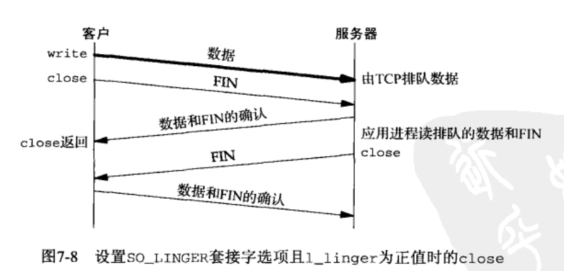 客户
服务器
write
数据
close
FIN
由TCP排队数据
数据和FIN的确认
close返回
应用进程读排队的数据和FIN
FIN
close
数据和FIN的确认
图7-8 设置SO_LINGER套接字选项且l_linger为正值时的close